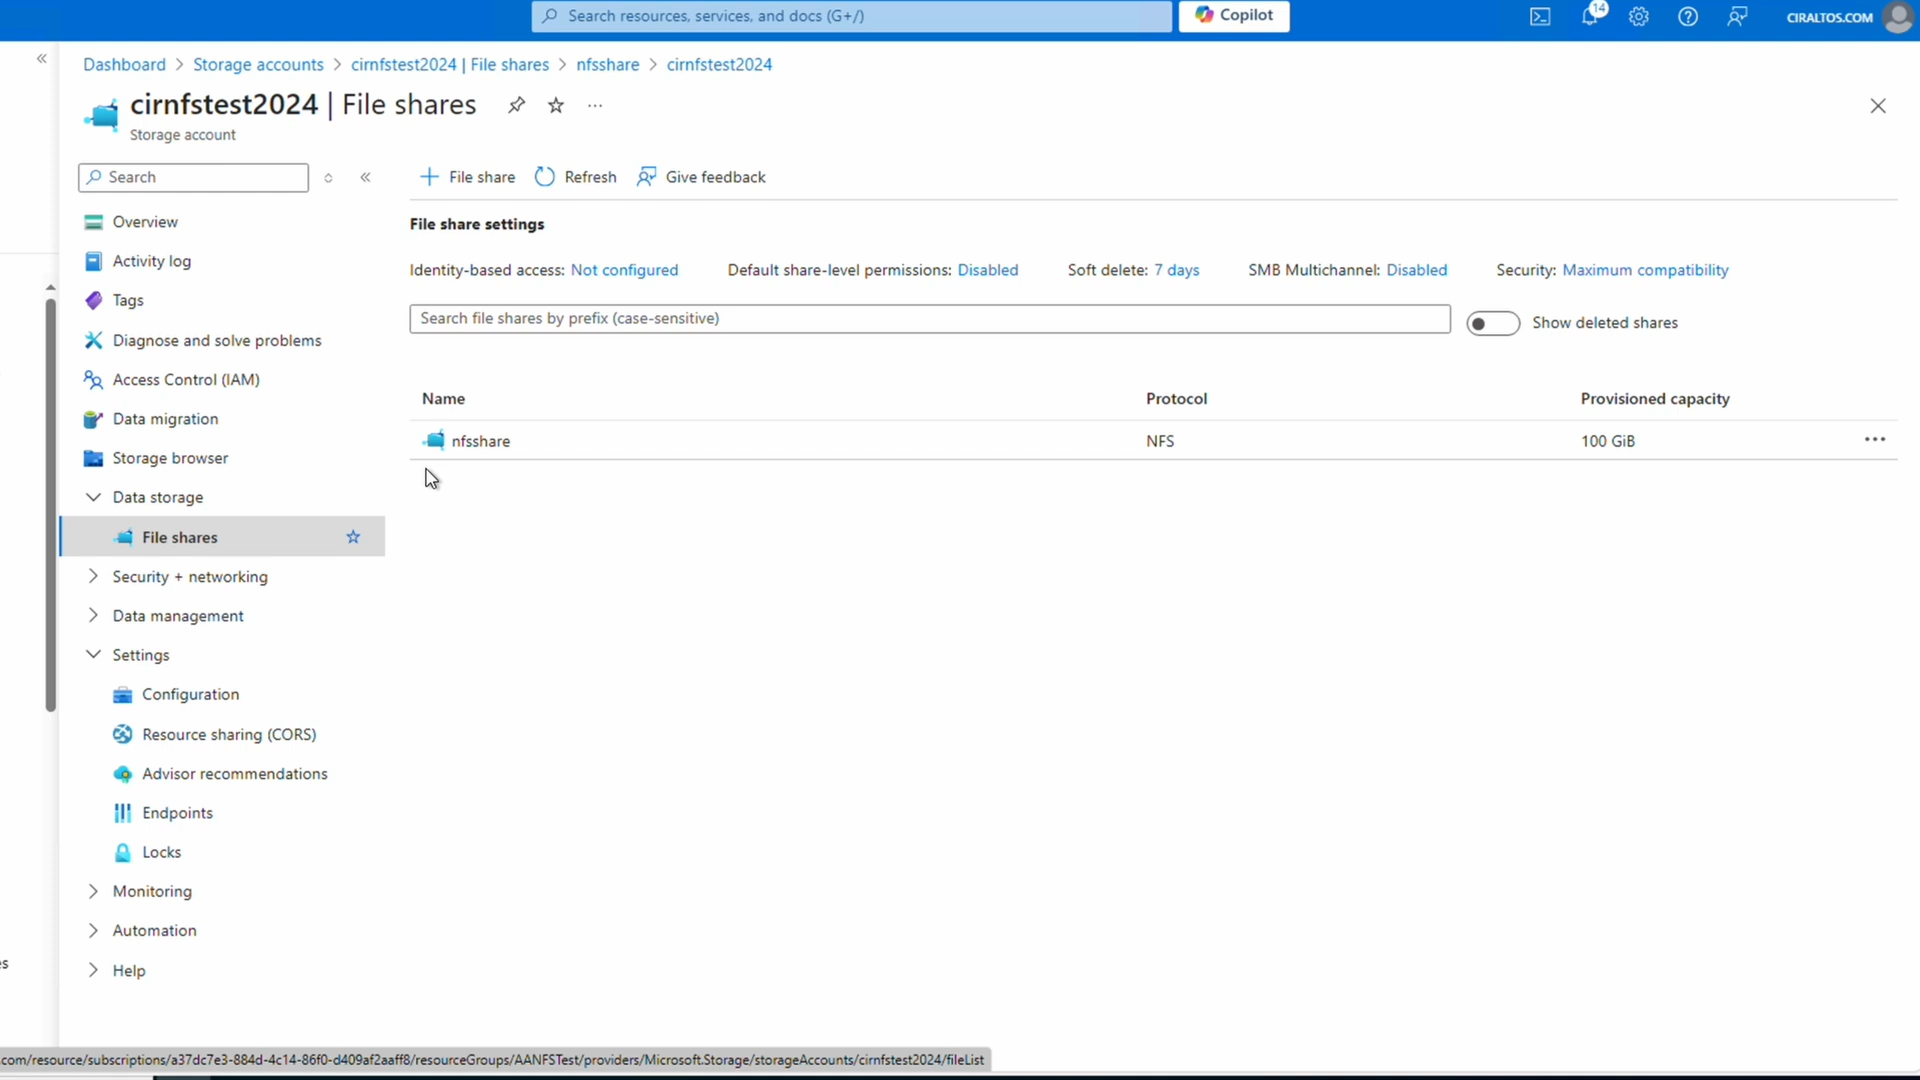 Search resources, services, and docs (G+/)
Copilot
14
CIRALTOS.COM
Dashboard > Storage accounts > cirnfstest2024 | File shares > nfsshare > cirnfstest2024
cirnfstest2024 | File shares
Storage account
Search
File share
Refresh
Give feedback
Overview
Activity log
Tags
Diagnose and solve problems
Access Control (IAM)
Data migration
Storage browser
Data storage
File shares
Security + networking
Data management
Settings
Configuration
Resource sharing (CORS)
Advisor recommendations
Endpoints
Locks
Monitoring
Automation
Help
File share settings
Identity-based access: Not configured
Default share-level permissions: Disabled
Soft delete: 7 days
SMB Multichannel: Disabled
Security: Maximum compatibility
Search file shares by prefix (case-sensitive)
Show deleted shares
Name Protocol Provisioned capacity
nfsshare NFS 100 GiB
es
.com/resource/subscriptions/a37dc7e3-884d-4c14-86f0-d409af2aaff8/resourceGroups/AANFSTest/providers/Microsoft.Storage/storageAccounts/cirnfstest2024/fileList